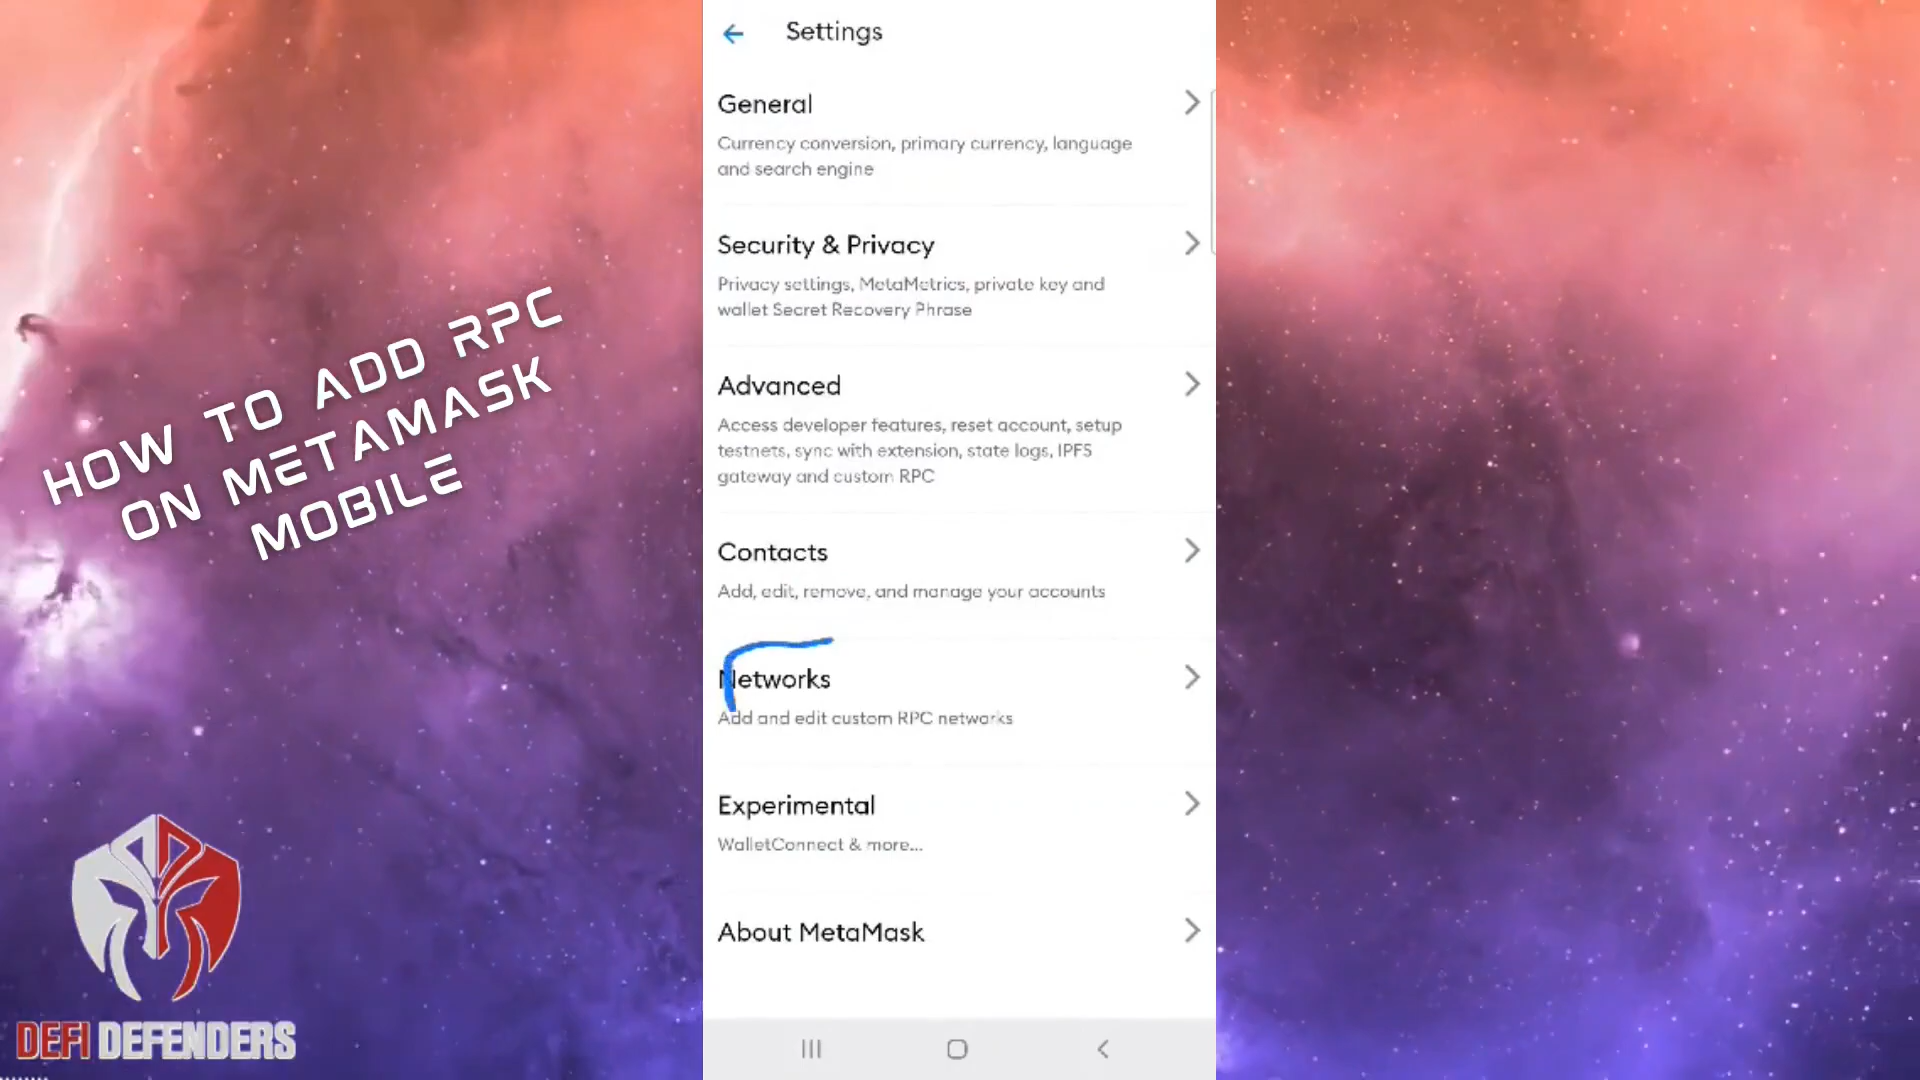 Settings
General
Currency conversion, primary currency, language
and search engine
Security & Privacy
Privacy settings, MetaMetrics, private key and
wallet Secret Recovery Phrase
Advanced
Access developer features, reset account, setup
testnets, sync with extension, state logs, IPFS
gateway and custom RPC
Contacts
Add, edit, remove, and manage your accounts
Networks
Add and edit custom RPC networks
Experimental
WalletConnect & more...
About MetaMask
HOW TO ADD RPC
ON METAMASK
MOBILE
DEFI DEFENDERS